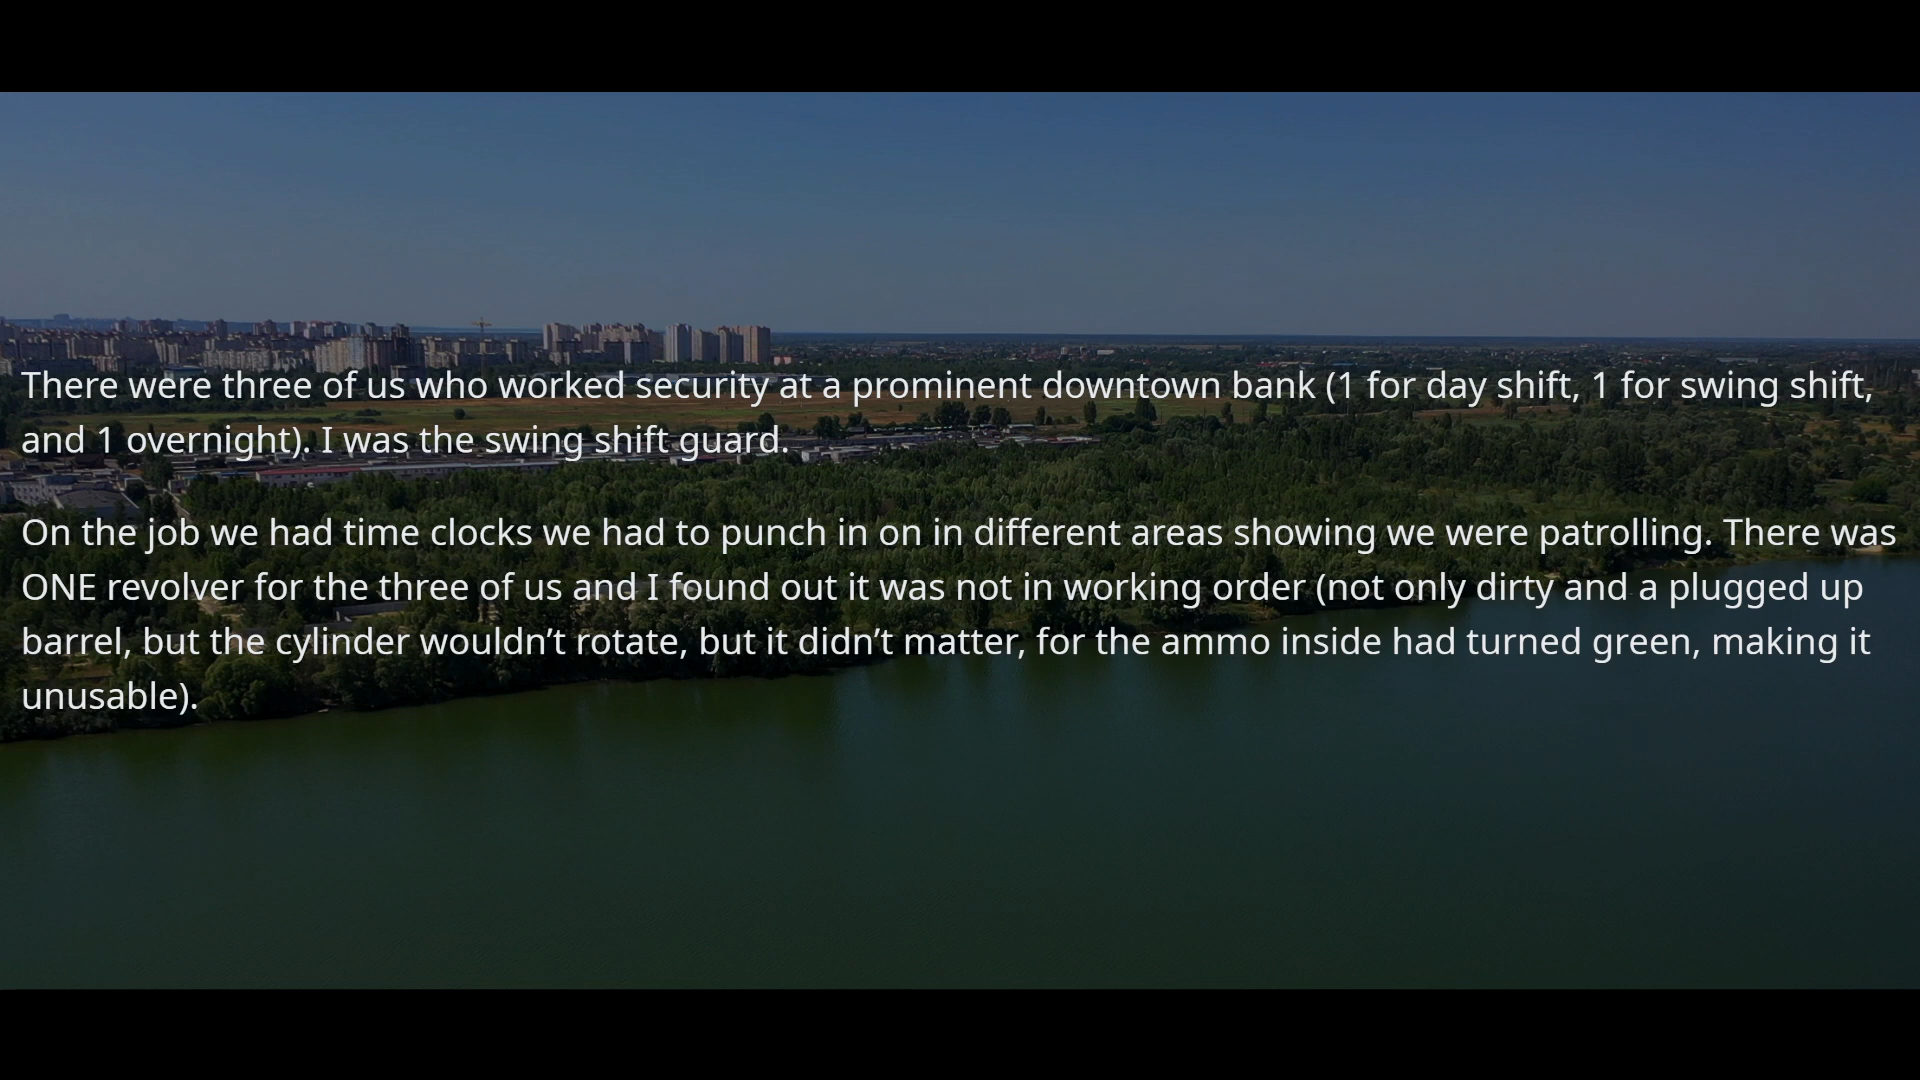 There were three of us who worked security at a prominent downtown bank (1 for day shift, 1 for swing shift,
and 1 overnight). I was the swing shift guard.
On the job we had time clocks we had to punch in on in different areas showing we were patrolling. There was
ONE revolver for the three of us and I found out it was not in working order (not only dirty and a plugged up
barrel, but the cylinder wouldn’t rotate, but it didn’t matter, for the ammo inside had turned green, making it
unusable).